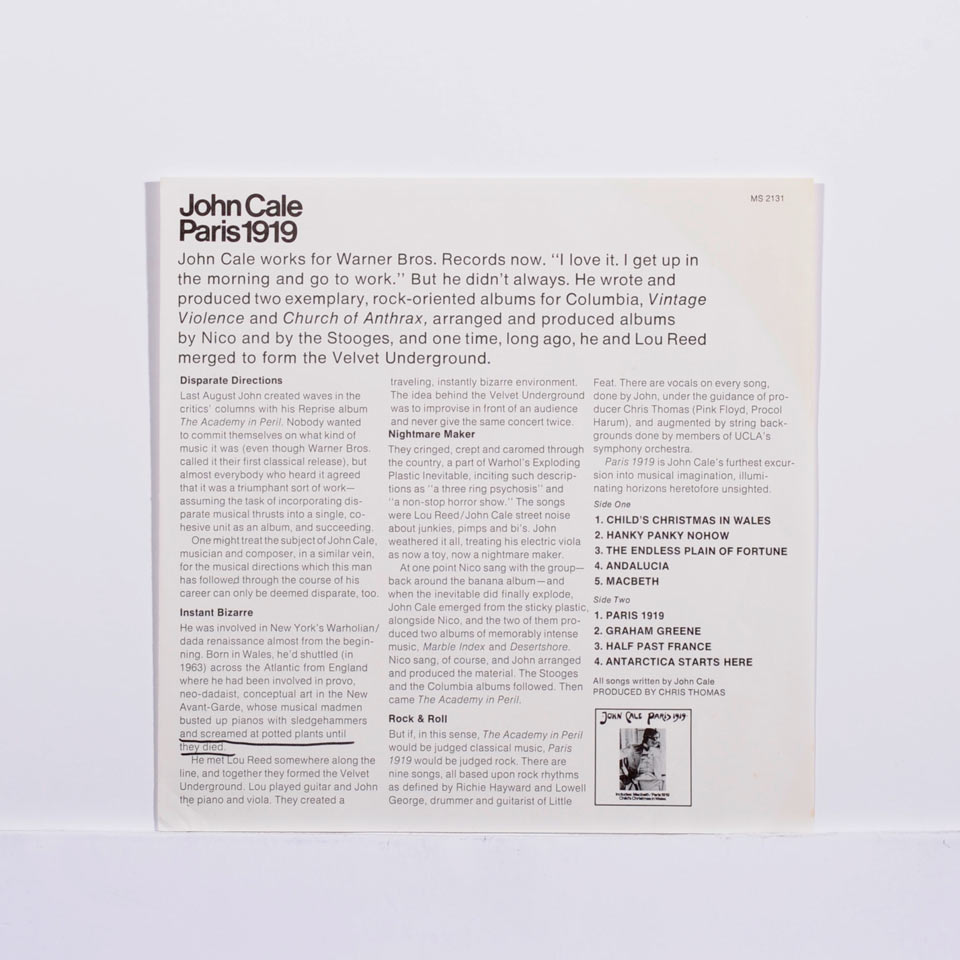 John Cale
Paris 1919
MS 2131
John Cale works for Warner Bros. Records now. “I love it. I get up in
the morning and go to work.” But he didn’t always. He wrote and
produced two exemplary, rock-oriented albums for Columbia, Vintage
Violence and Church of Anthrax, arranged and produced albums
by Nico and by the Stooges, and one time, long ago, he and Lou Reed
merged to form the Velvet Underground.
Disparate Directions
Last August John created waves in the
critics’ columns with his Reprise album
The Academy in Peril. Nobody wanted
to commit themselves on what kind of
music it was (even though Warner Bros.
called it their first classical release), but
almost everybody who heard it agreed
that it was a triumphant sort of work—
assuming the task of incorporating dis-
parate musical thrusts into a single, co-
hesive unit as an album, and succeeding.
One might treat the subject of John Cale,
musician and composer, in a similar vein,
for the musical directions which this man
has followed through the course of his
career can only be deemed disparate, too.
Instant Bizarre
He was involved in New York’s Warholian/
dada renaissance almost from the begin-
ning. Born in Wales, he’d shuttled (in
1963) across the Atlantic from England
where he had been involved in provo,
neo-dadaist, conceptual art in the New
Avant-Garde, whose musical madmen
busted up pianos with sledgehammers
and screamed at potted plants until
they died.
He met Lou Reed somewhere along the
line, and together they formed the Velvet
Underground. Lou played guitar and John
the piano and viola. They created a
traveling, instantly bizarre environment.
The idea behind the Velvet Underground
was to improvise in front of an audience
and never give the same concert twice.
Nightmare Maker
They cringed, crept and caromed through
the country, a part of Warhol’s Exploding
Plastic Inevitable, inciting such descrip-
tions as “a three ring psychosis” and
“a non-stop horror show.” The songs
were Lou Reed/John Cale street noise
about junkies, pimps and bi’s. John
weathered it all, treating his electric viola
as now a toy, now a nightmare maker.
At one point Nico sang with the group—
back around the banana album—and
when the inevitable did finally explode,
John Cale emerged from the sticky plastic,
alongside Nico, and the two of them pro-
duced two albums of memorably intense
music, Marble Index and Desertshore.
Nico sang, of course, and John arranged
and produced the material. The Stooges
and the Columbia albums followed. Then
came The Academy in Peril.
Rock & Roll
But if, in this sense, The Academy in Peril
would be judged classical music, Paris
1919 would be judged rock. There are
nine songs, all based upon rock rhythms
as defined by Richie Hayward and Lowell
George, drummer and guitarist of Little
Feat. There are vocals on every song,
done by John, under the guidance of pro-
ducer Chris Thomas (Pink Floyd, Procol
Harum), and augmented by string back-
grounds done by members of UCLA’s
symphony orchestra.
Paris 1919 is John Cale’s furthest excur-
sion into musical imagination, illumi-
nating horizons heretofore unsighted.
Side One
1. CHILD’S CHRISTMAS IN WALES
2. HANKY PANKY NOHOW
3. THE ENDLESS PLAIN OF FORTUNE
4. ANDALUCIA
5. MACBETH
Side Two
1. PARIS 1919
2. GRAHAM GREENE
3. HALF PAST FRANCE
4. ANTARCTICA STARTS HERE
All songs written by John Cale
PRODUCED BY CHRIS THOMAS
JOHN CALE PARIS 1919
Includes: Macbeth · Paris 1919
Child’s Christmas in Wales